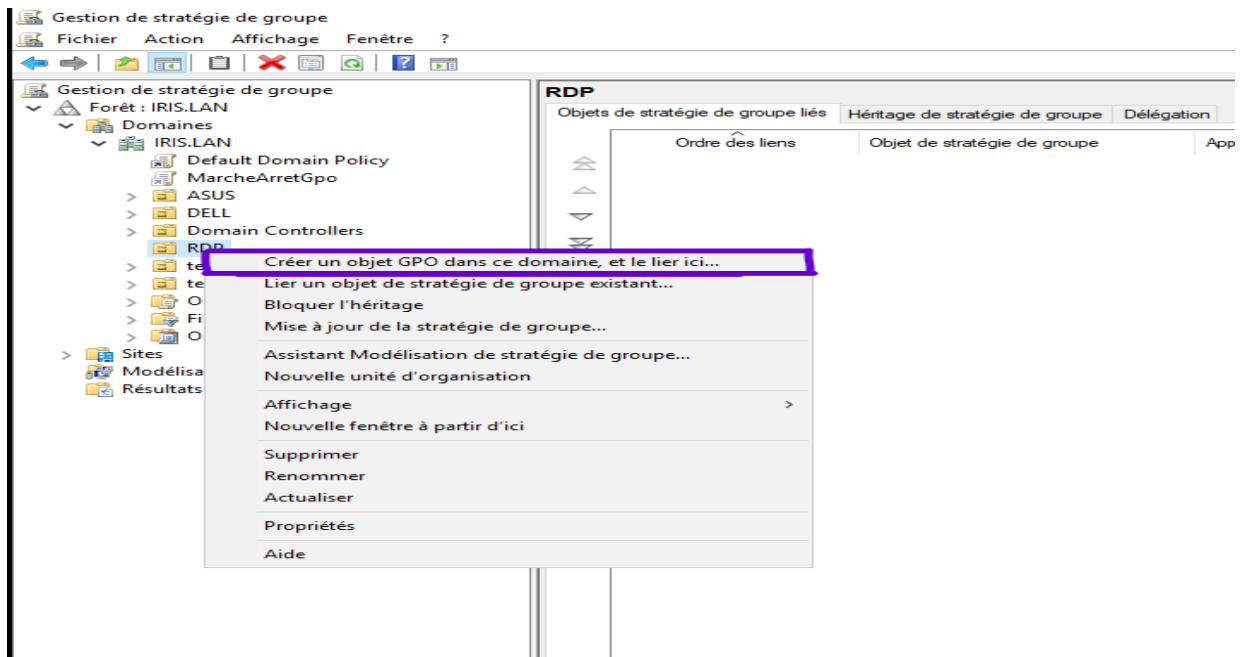 Gestion de stratégie de groupe
Fichier Action Affichage Fenêtre ?
Gestion de stratégie de groupe
Forêt : IRIS.LAN
Domaines
IRIS.LAN
Default Domain Policy
MarcheArretGpo
ASUS
DELL
Domain Controllers
RDP
te
te
O
Fi
O
Sites
Modélisa
Résultats
Créer un objet GPO dans ce domaine, et le lier ici...
Lier un objet de stratégie de groupe existant...
Bloquer l'héritage
Mise à jour de la stratégie de groupe...
Assistant Modélisation de stratégie de groupe...
Nouvelle unité d'organisation
Affichage >
Nouvelle fenêtre à partir d'ici
Supprimer
Renommer
Actualiser
Propriétés
Aide
RDP
Objets de stratégie de groupe liés Héritage de stratégie de groupe Délégation
Ordre des liens Objet de stratégie de groupe App